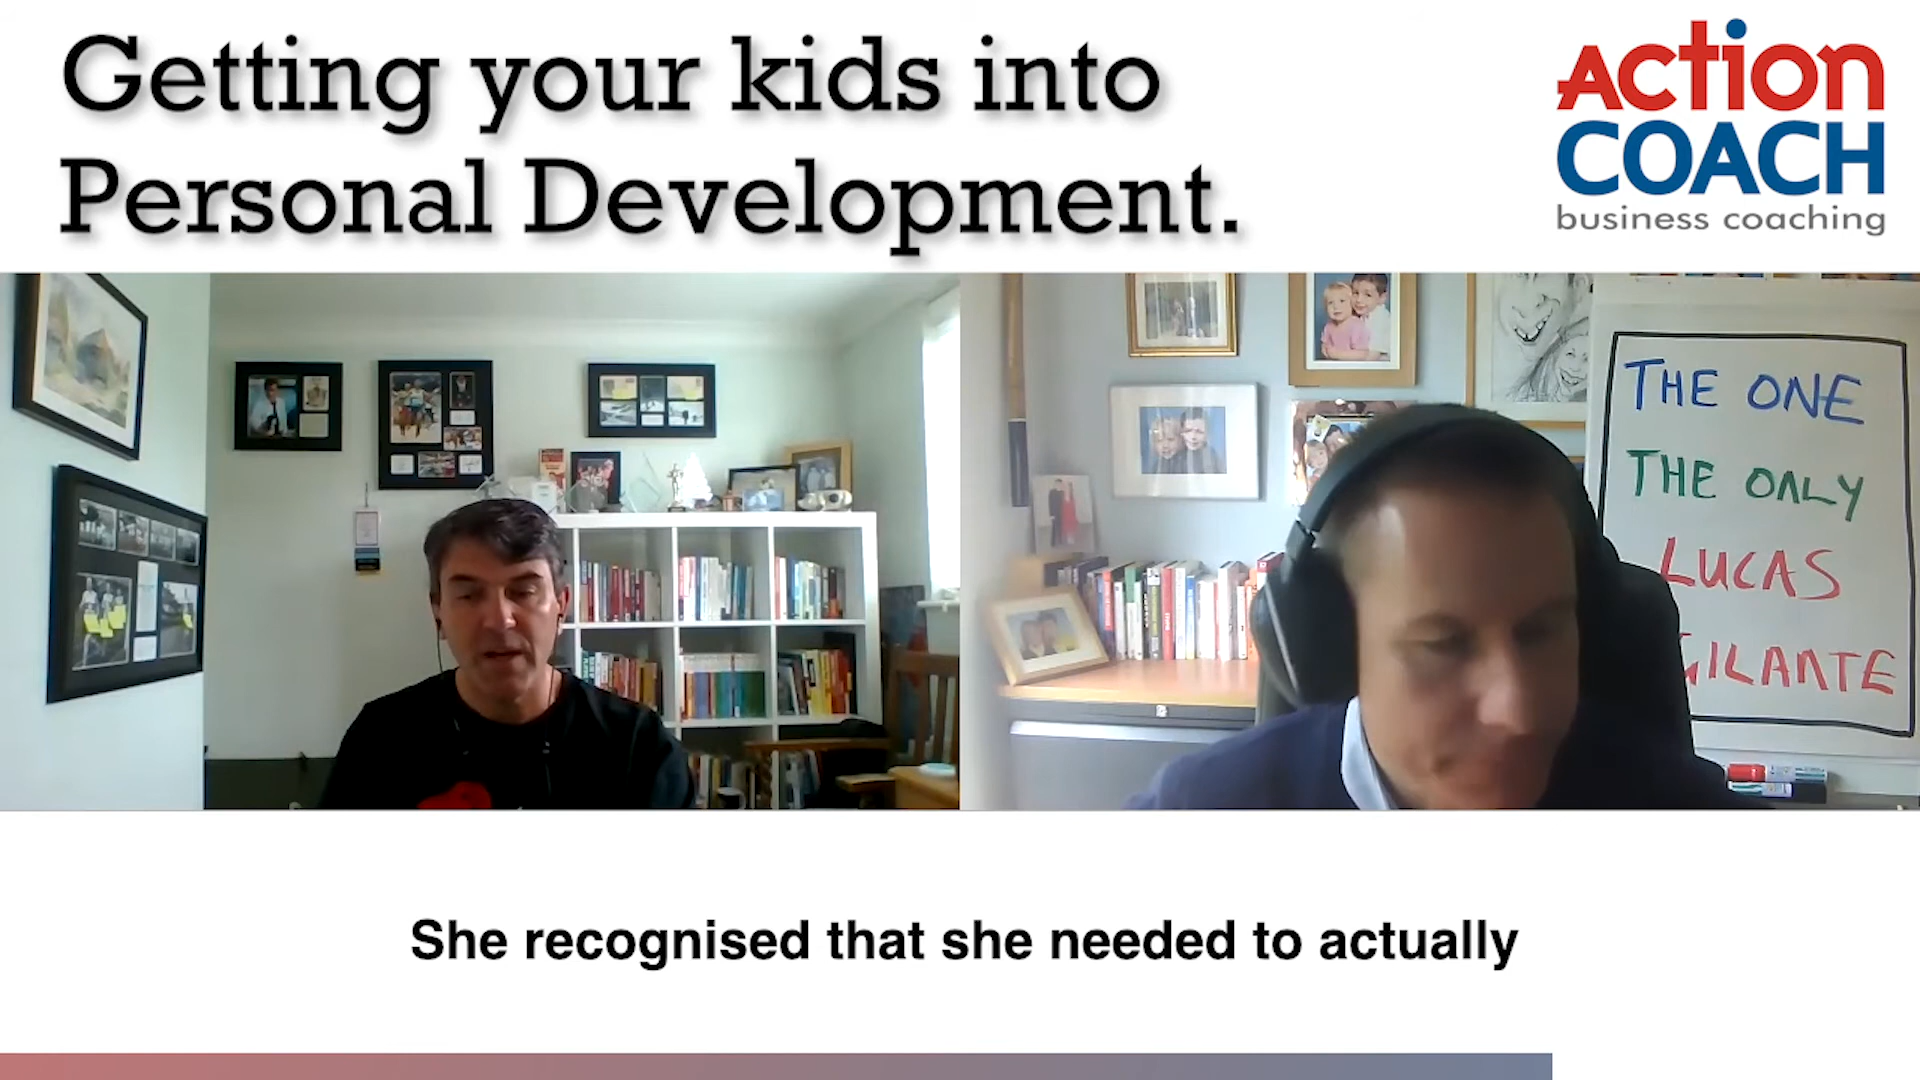 Getting your kids into
Personal Development.
ACTiON
COACH
business coaching
THE ONE
THE ONLY
LUCAS
GILANTE
She recognised that she needed to actually